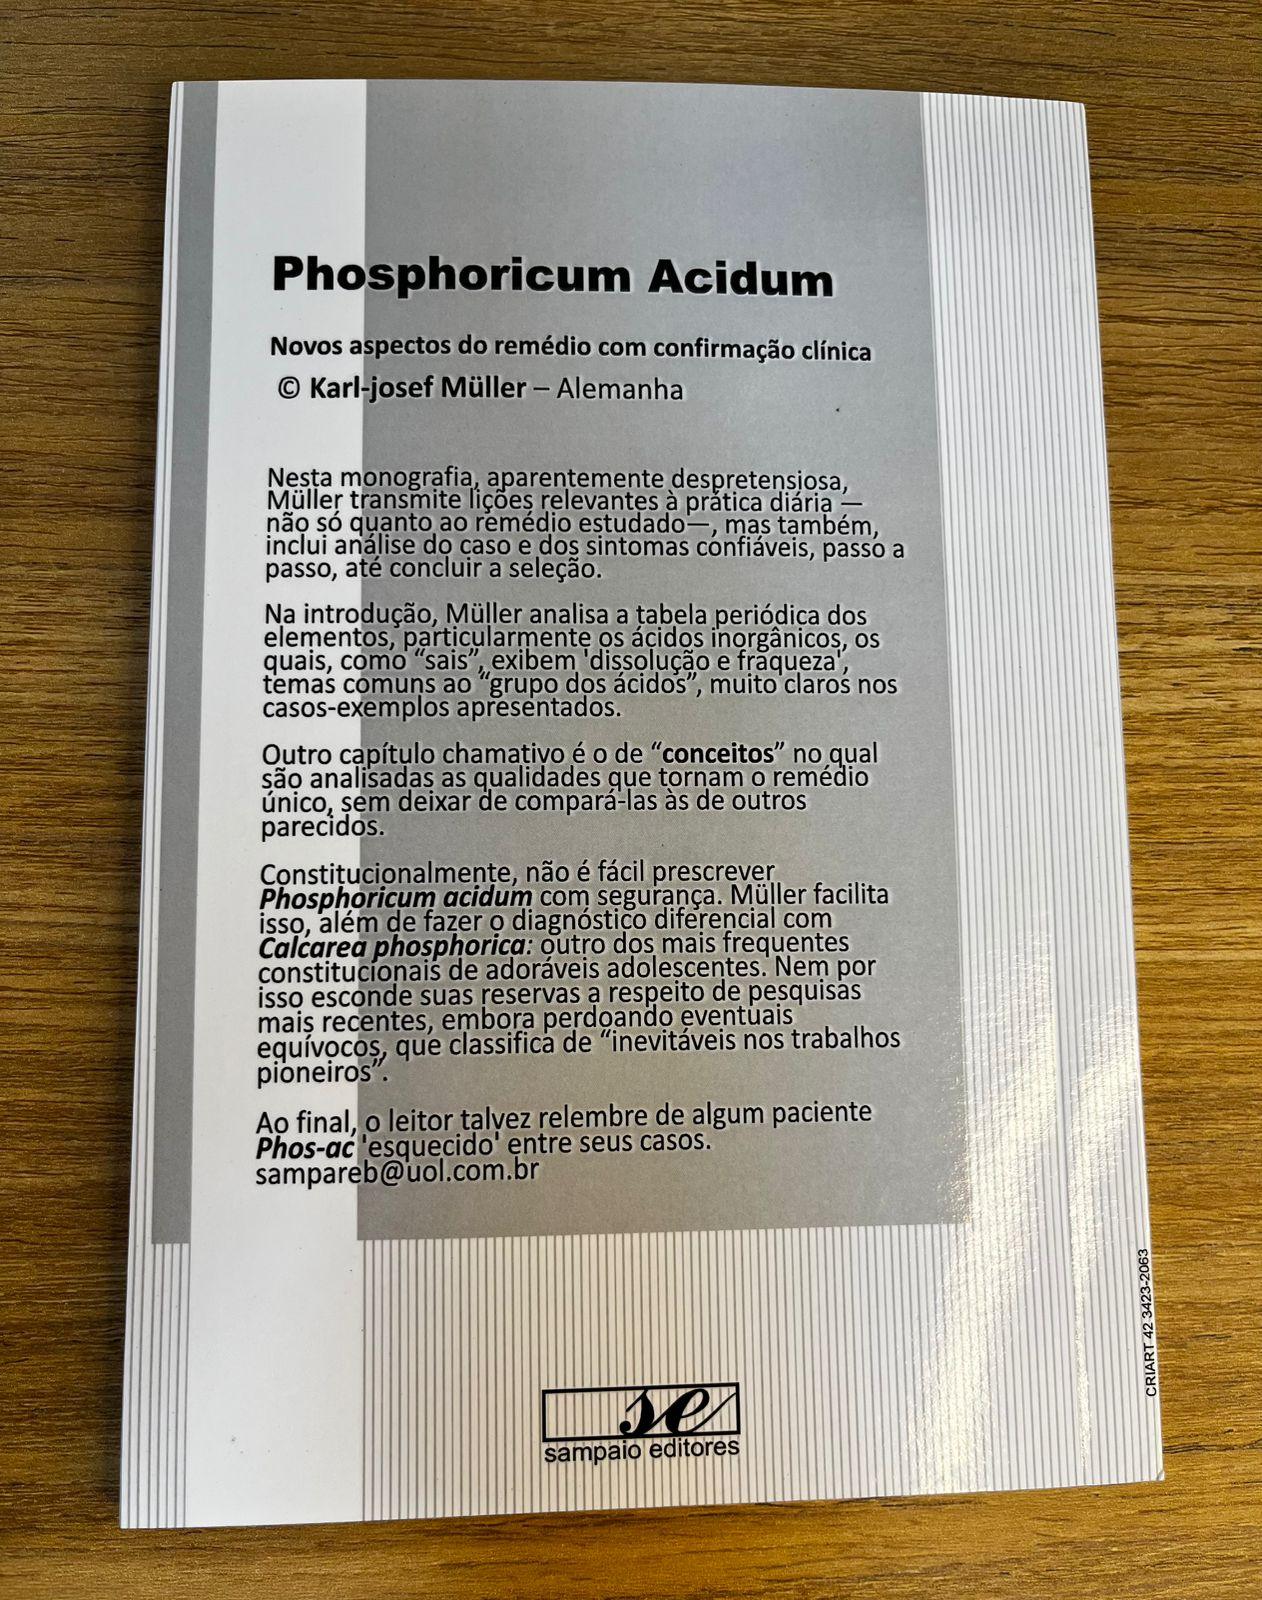 Phosphoricum Acidum
Novos aspectos do remédio com confirmação clínica
© Karl-josef Müller – Alemanha
Nesta monografia, aparentemente despretensiosa,
Müller transmite lições relevantes à prática diária —
não só quanto ao remédio estudado—, mas também,
inclui análise do caso e dos sintomas confiáveis, passo a
passo, até concluir a seleção.
Na introdução, Müller analisa a tabela periódica dos
elementos, particularmente os ácidos inorgânicos, os
quais, como “sais”, exibem 'dissolução e fraqueza',
temas comuns ao “grupo dos ácidos”, muito claros nos
casos-exemplos apresentados.
Outro capítulo chamativo é o de “conceitos” no qual
são analisadas as qualidades que tornam o remédio
único, sem deixar de compará-las às de outros
parecidos.
Constitucionalmente, não é fácil prescrever
Phosphoricum acidum com segurança. Müller facilita
isso, além de fazer o diagnóstico diferencial com
Calcarea phosphorica: outro dos mais frequentes
constitucionais de adoráveis adolescentes. Nem por
isso esconde suas reservas a respeito de pesquisas
mais recentes, embora perdoando eventuais
equívocos, que classifica de “inevitáveis nos trabalhos
pioneiros”.
Ao final, o leitor talvez relembre de algum paciente
Phos-ac 'esquecido' entre seus casos.
sampareb@uol.com.br
se
sampaio editores
CRIART 42 3423-2063